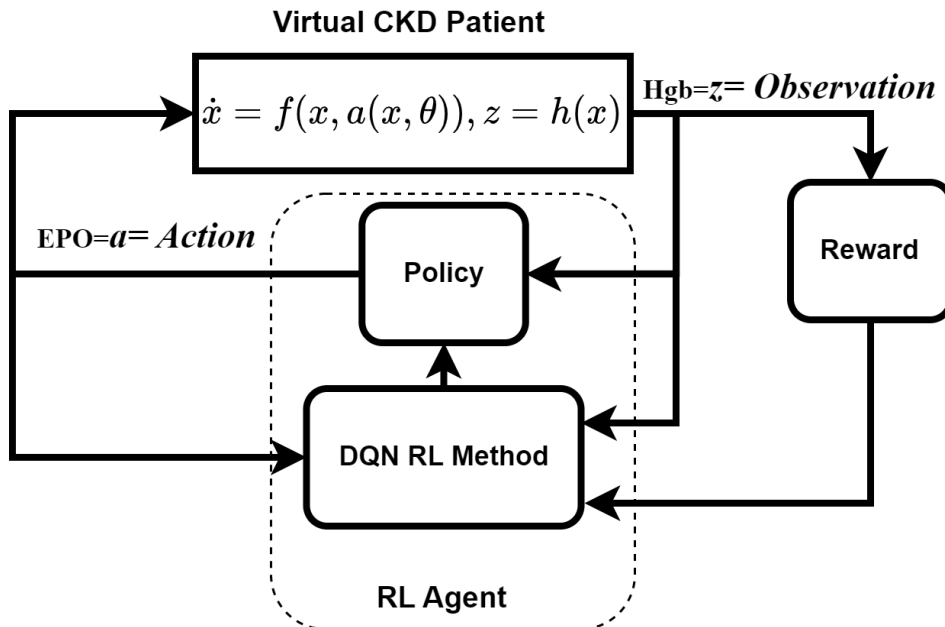 Virtual CKD Patient
ẋ = f(x, a(x, θ)), z = h(x)
Hgb=z= Observation
EPO=a= Action
Policy
Reward
DQN RL Method
RL Agent